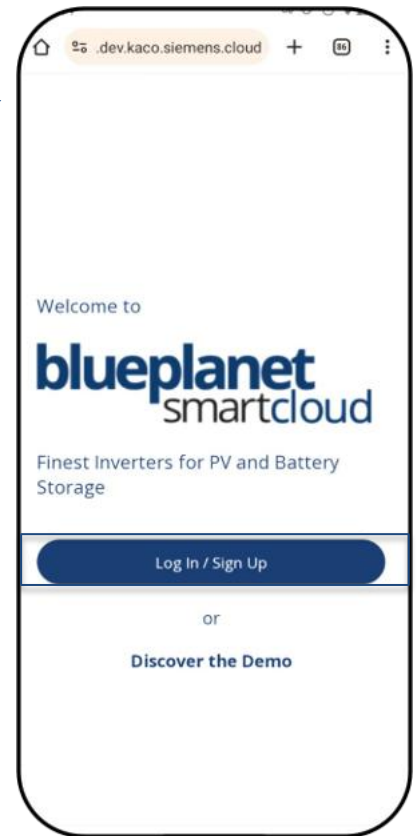 .dev.kaco.siemens.cloud
86
Welcome to
blueplanet
smartcloud
Finest Inverters for PV and Battery
Storage
Log In / Sign Up
or
Discover the Demo